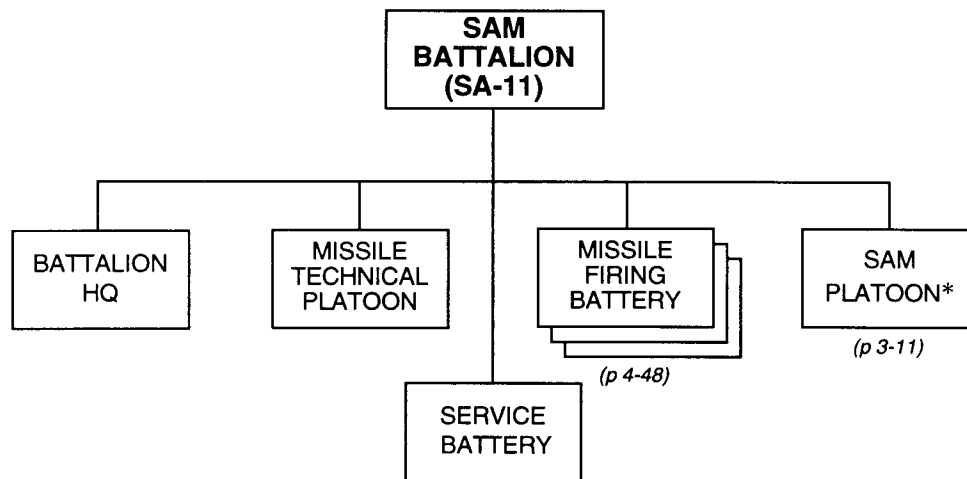 SAM
BATTALION
(SA-11)
BATTALION
HQ
MISSILE
TECHNICAL
PLATOON
MISSILE
FIRING
BATTERY
(p 4-48)
SAM
PLATOON*
(p 3-11)
SERVICE
BATTERY